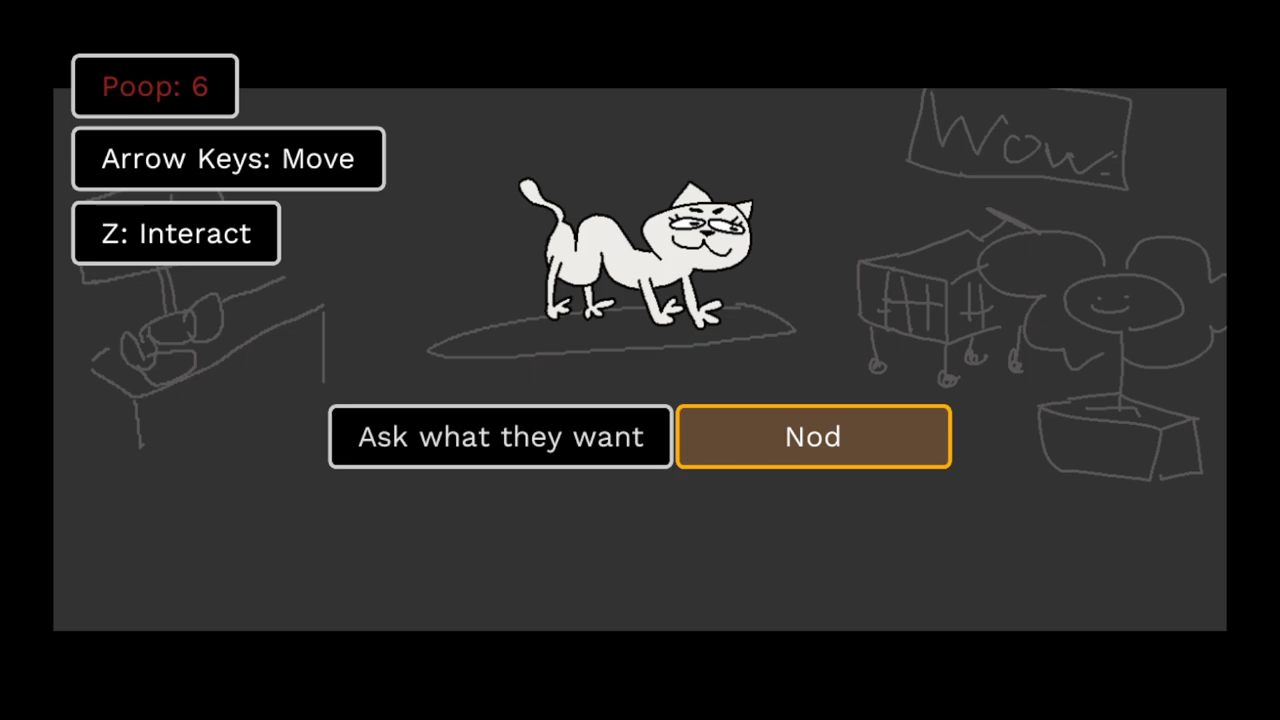 Poop: 6
Arrow Keys: Move
Z: Interact
Wow.
Ask what they want
Nod